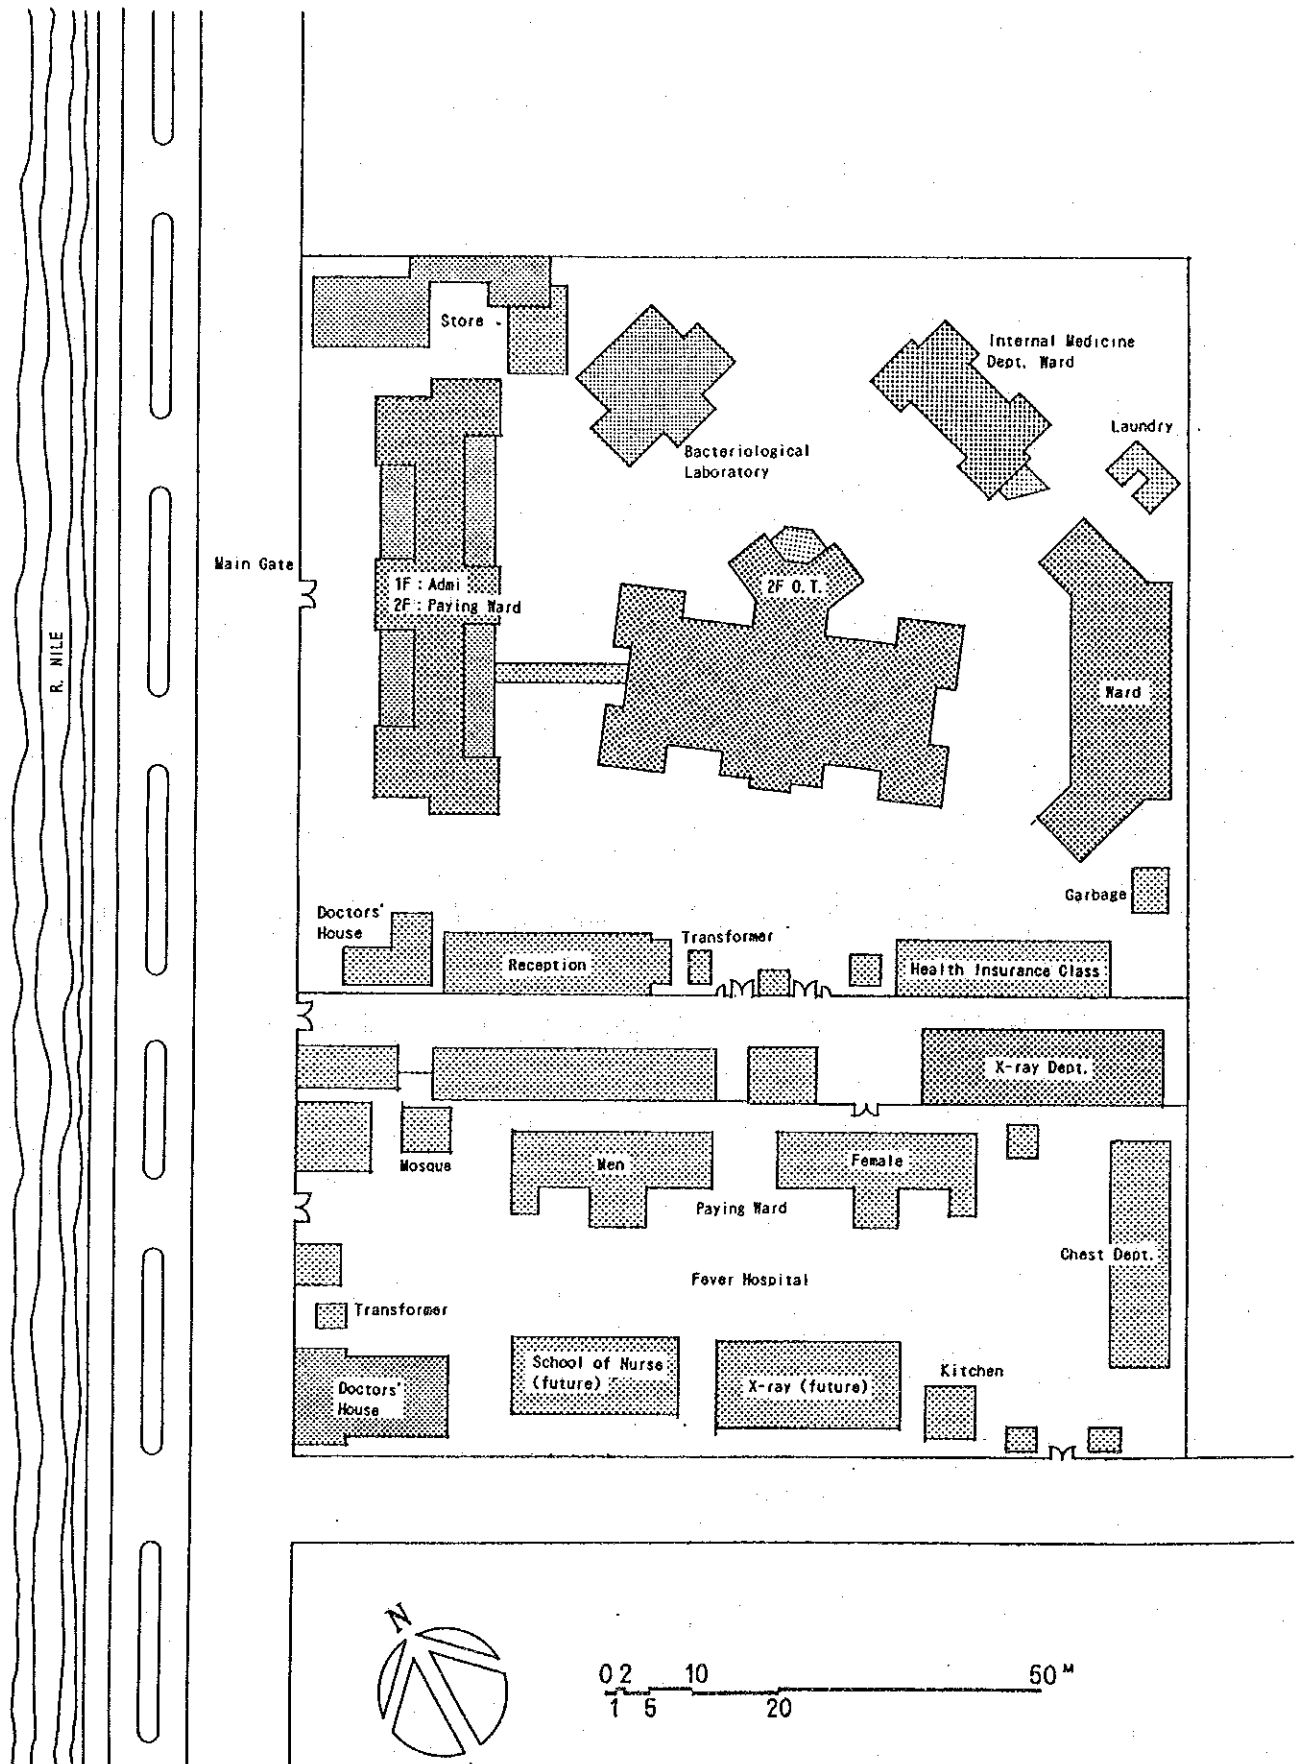 Store
Internal Medicine
Dept. Ward
Laundry
Bacteriological
Laboratory
Main Gate
1F : Admi
2F : Paying Ward
2F O.T.
R. NILE
Ward
Garbage
Doctors'
House
Reception
Transformer
Health Insurance Class
X-ray Dept.
Mosque
Men
Female
Paying Ward
Chest Dept.
Fever Hospital
Transformer
School of Nurse
(future)
X-ray (future)
Kitchen
Doctors'
House
N
0 2 10 50 M
1 5 20